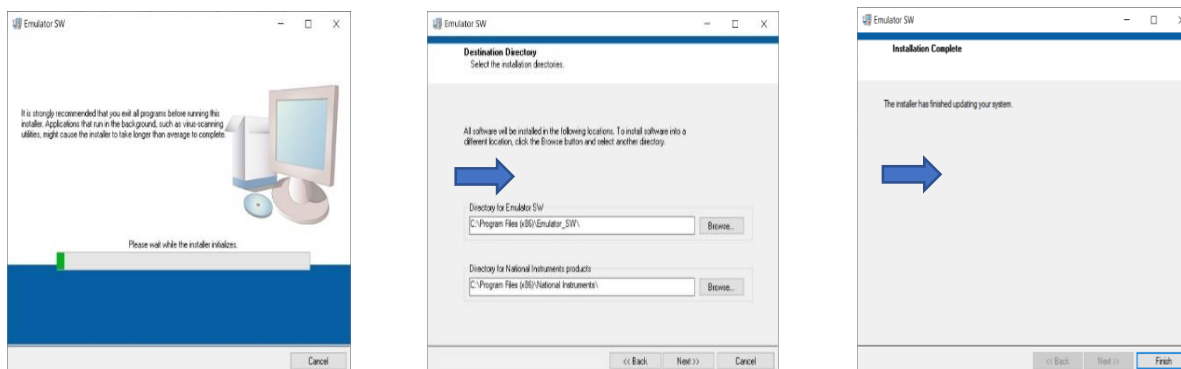 Emulator SW
It is strongly recommended that you exit all programs before running this
installer. Applications that run in the background, such as virus-scanning
utilities, might cause the installer to take longer than average to complete.
Please wait while the installer initializes.
Cancel
Emulator SW
Destination Directory
Select the installation directories.
All software will be installed in the following locations. To install software into a
different location, click the Browse button and select another directory.
Directory for Emulator SW
C:\Program Files (x86)\Emulator_SW\
Browse...
Directory for National Instruments products
C:\Program Files (x86)\National Instruments\
Browse...
<< Back Next >> Cancel
Emulator SW
Installation Complete
The installer has finished updating your system.
<< Back Next >> Finish